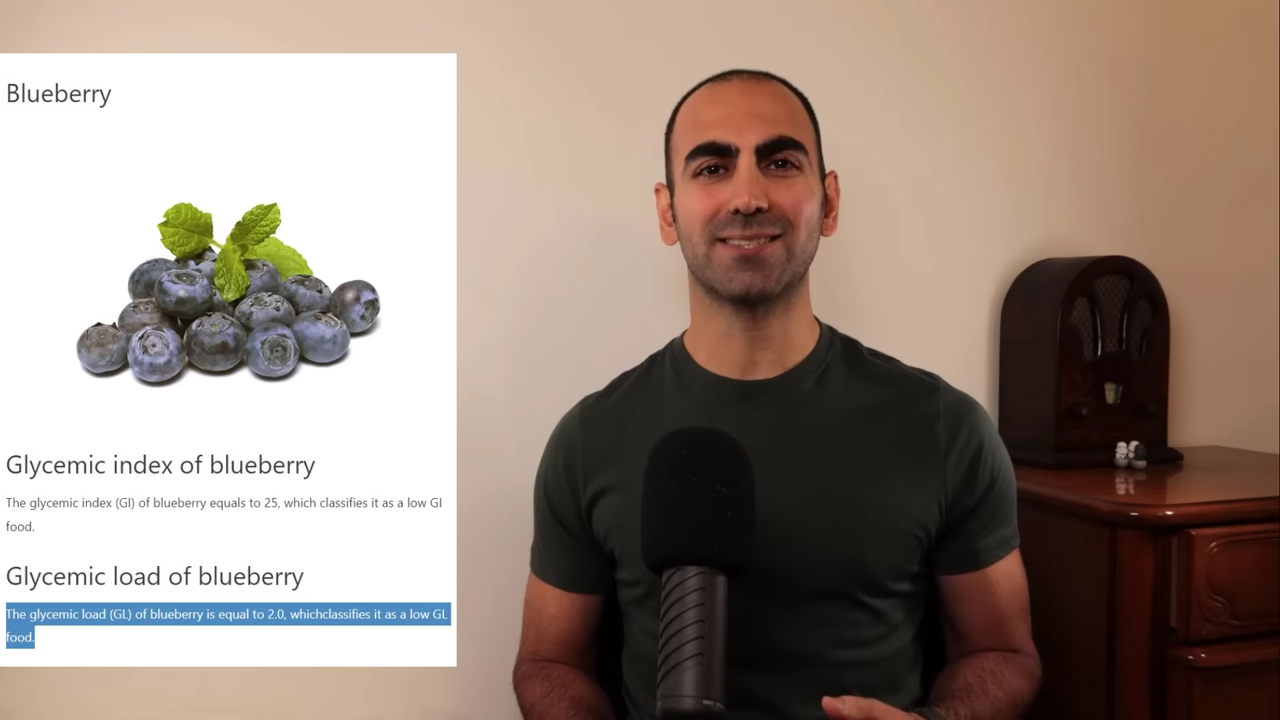 Blueberry
Glycemic index of blueberry
The glycemic index (GI) of blueberry equals to 25, which classifies it as a low GI
food.
Glycemic load of blueberry
The glycemic load (GL) of blueberry is equal to 2.0, whichclassifies it as a low GL
food.